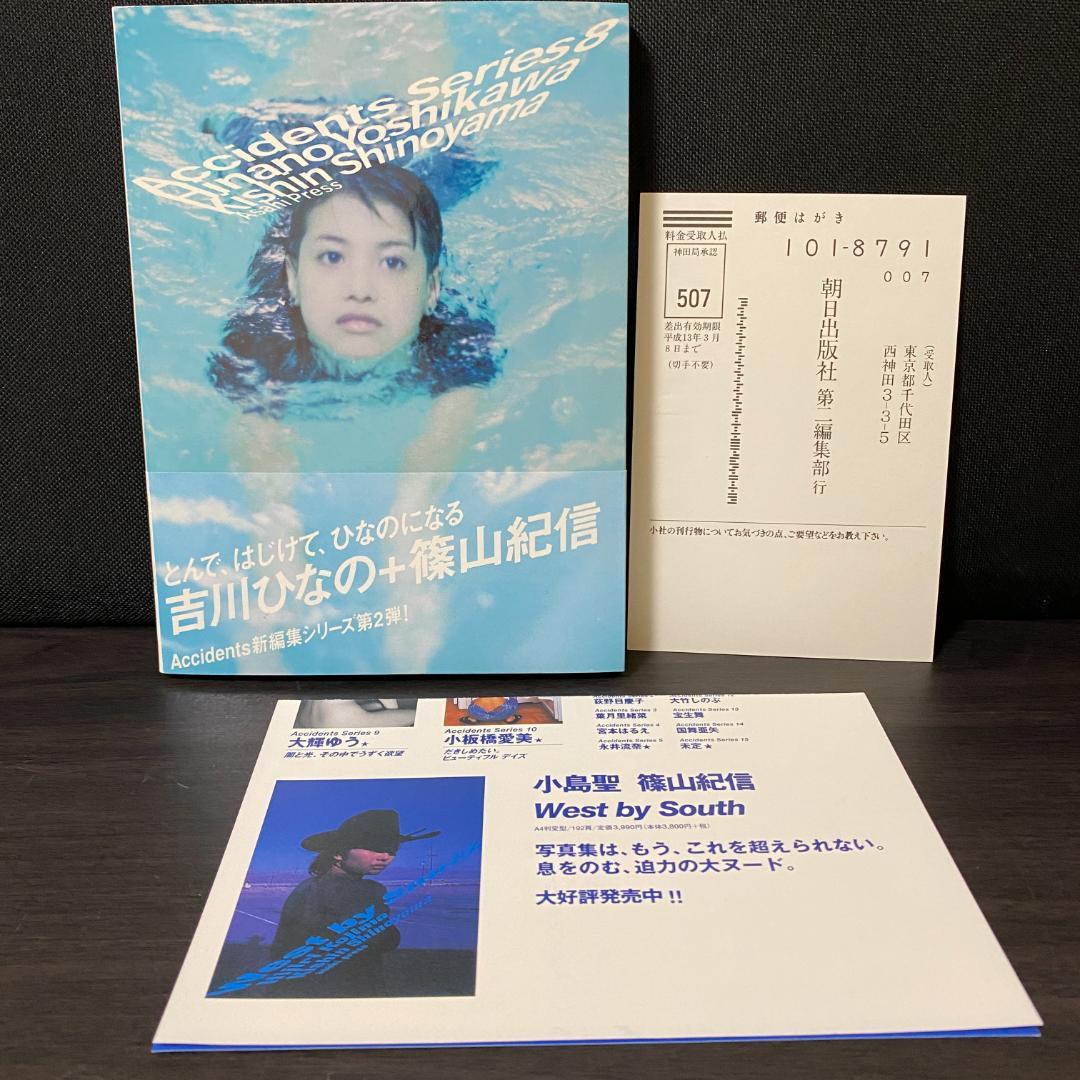 Accidents Series 8
Hinano Yoshikawa
Kishin Shinoyama
Asahi Press
とんで、はじけて、ひなのになる
吉川ひなの+篠山紀信
Accidents新編集シリーズ第2弾！
郵便はがき
料金受取人払
神田局承認
507
差出有効期限
平成13年3月
8日まで
（切手不要）
101-8791
007
（受取人）
東京都千代田区
西神田3-3-5
朝日出版社 第二編集部 行
小社の刊行物についてお気づきの点、ご要望などをお教え下さい。
Accidents Series 9
大輝ゆう★
闇と光、その中でうずく欲望
Accidents Series 10
小板橋愛美★
だきしめたい。
ビューティフル デイズ
荻野目慶子
Accidents Series 3
葉月里緒菜
Accidents Series 4
宮本はるえ
Accidents Series 5
永井流奈★
大竹しのぶ
Accidents Series 13
宝生舞
Accidents Series 14
国舞亜矢
Accidents Series 15
未定★
小島聖 篠山紀信
West by South
A4判変型/192頁/定価3,990円（本体3,800円+税）
写真集は、もう、これを超えられない。
息をのむ、迫力の大ヌード。
大好評発売中!!
West by South
Hijiri Kojima
Kishin Shinoyama